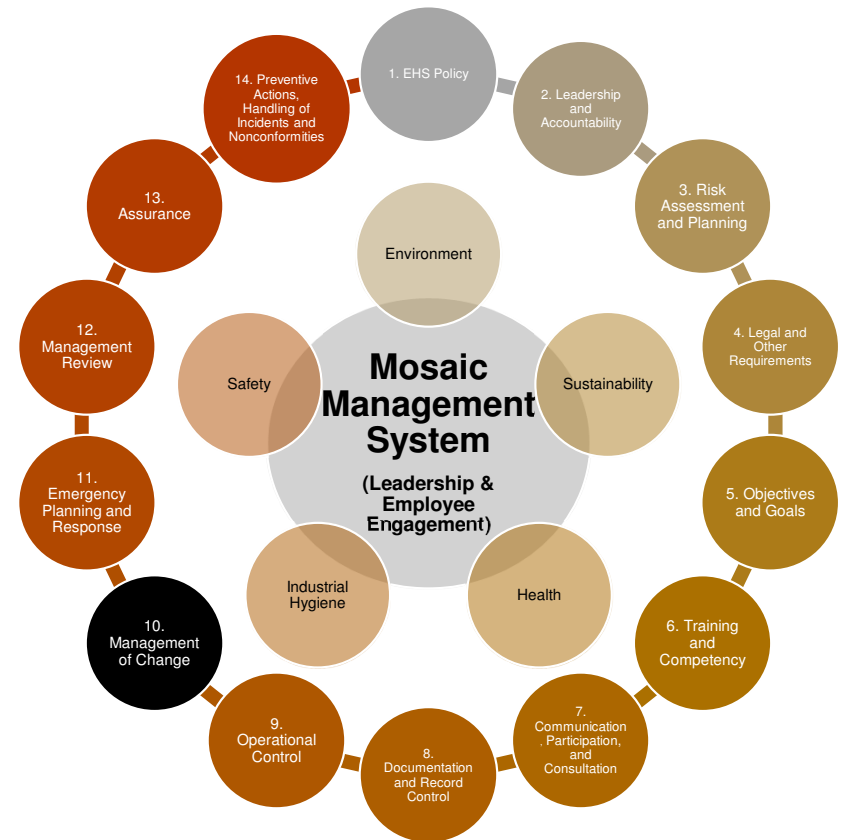 1. EHS Policy
2. Leadership
and
Accountability
3. Risk
Assessment
and Planning
4. Legal and
Other
Requirements
5. Objectives
and Goals
6. Training
and
Competency
7.
Communication
, Participation,
and
Consultation
8.
Documentation
and Record
Control
9.
Operational
Control
10.
Management
of Change
11.
Emergency
Planning and
Response
12.
Management
Review
13.
Assurance
14. Preventive
Actions,
Handling of
Incidents and
Nonconformities
Environment
Sustainability
Health
Industrial
Hygiene
Safety
Mosaic
Management
System
(Leadership &
Employee
Engagement)